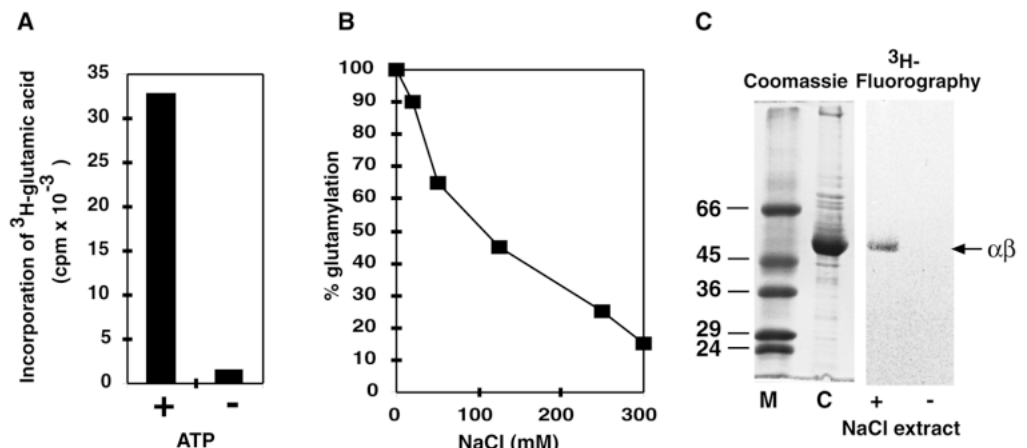 A
Incorporation of ³H-glutamic acid
(cpm x 10⁻³)
35
30
25
20
15
10
5
0
+ -
ATP
B
% glutamylation
100
90
80
70
60
50
40
30
20
10
0
0 100 200 300
NaCl (mM)
C
³H-
Coomassie Fluorography
66
45
36
29
24
αβ
M C + -
NaCl extract